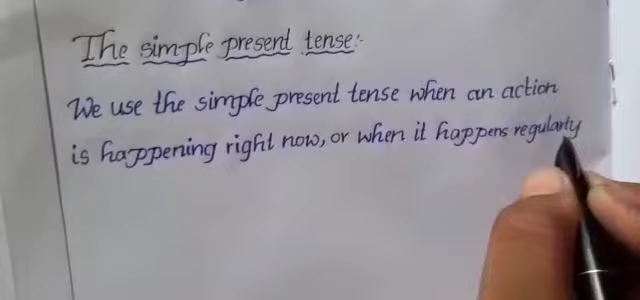 The simple present tense:-
We use the simple present tense when an action
is happening right now, or when it happens regularly